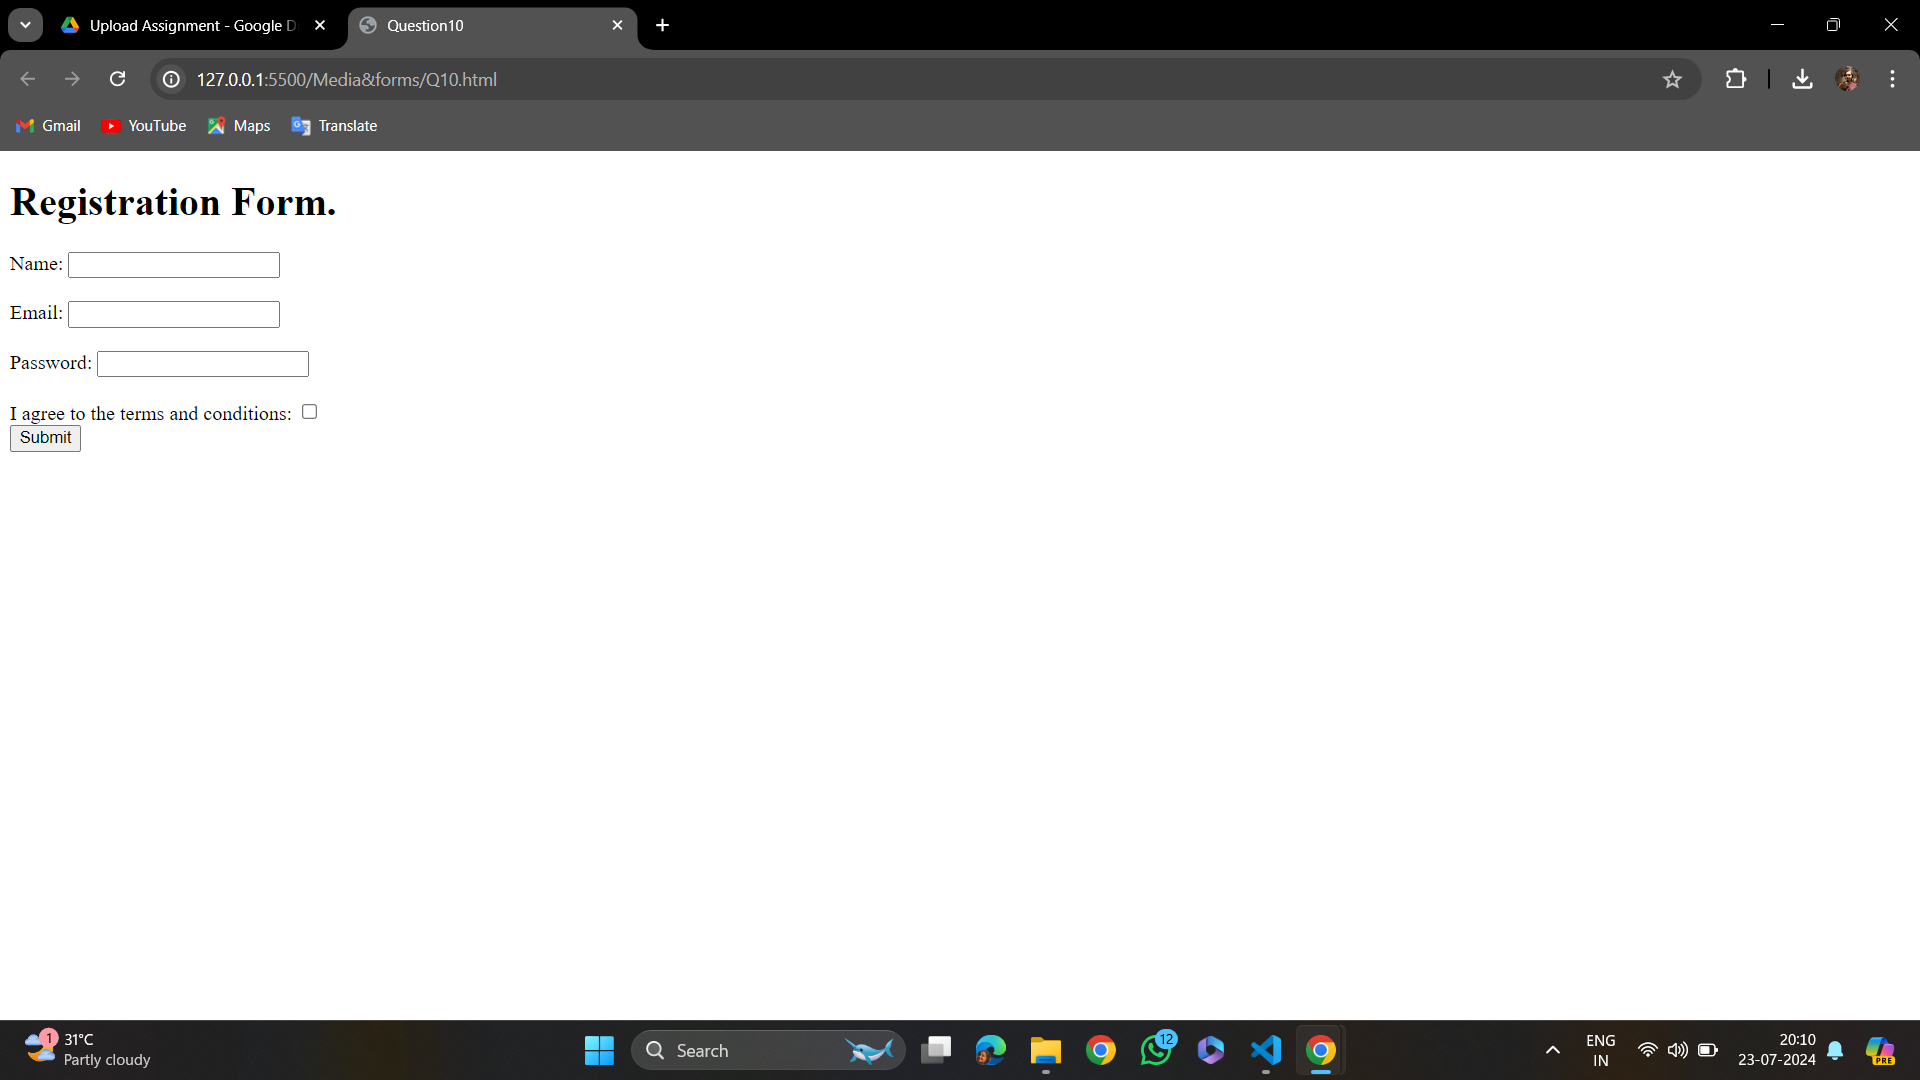 Upload Assignment - Google D
Question10
127.0.0.1:5500/Media&forms/Q10.html
Gmail
YouTube
Maps
Translate
Registration Form.
Name:
Email:
Password:
I agree to the terms and conditions:
Submit
1
31°C
Partly cloudy
Search
12
ENG
IN
20:10
23-07-2024
PRE